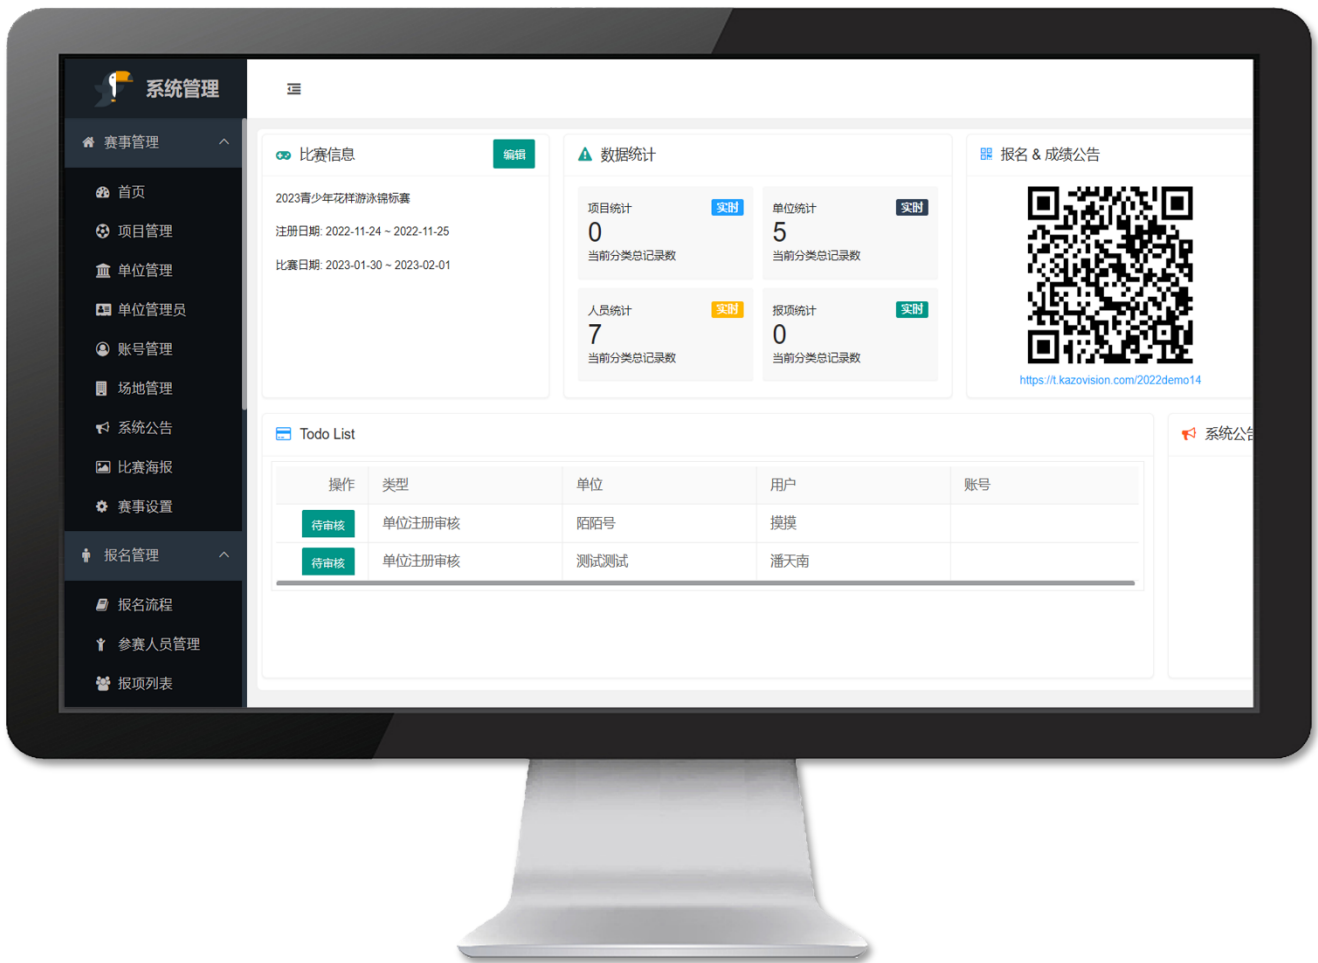 系统管理
赛事管理
首页
项目管理
单位管理
单位管理员
账号管理
场地管理
系统公告
比赛海报
赛事设置
报名管理
报名流程
参赛人员管理
报项列表
比赛信息
编辑
2023青少年花样游泳锦标赛
注册日期: 2022-11-24 ~ 2022-11-25
比赛日期: 2023-01-30 ~ 2023-02-01
数据统计
项目统计 实时
0
当前分类总记录数
单位统计 实时
5
当前分类总记录数
人员统计 实时
7
当前分类总记录数
报项统计 实时
0
当前分类总记录数
报名 & 成绩公告
https://t.kazovision.com/2022demo14
Todo List
操作 类型 单位 用户 账号
待审核 单位注册审核 陌陌号 摸摸
待审核 单位注册审核 测试测试 潘天南
系统公告